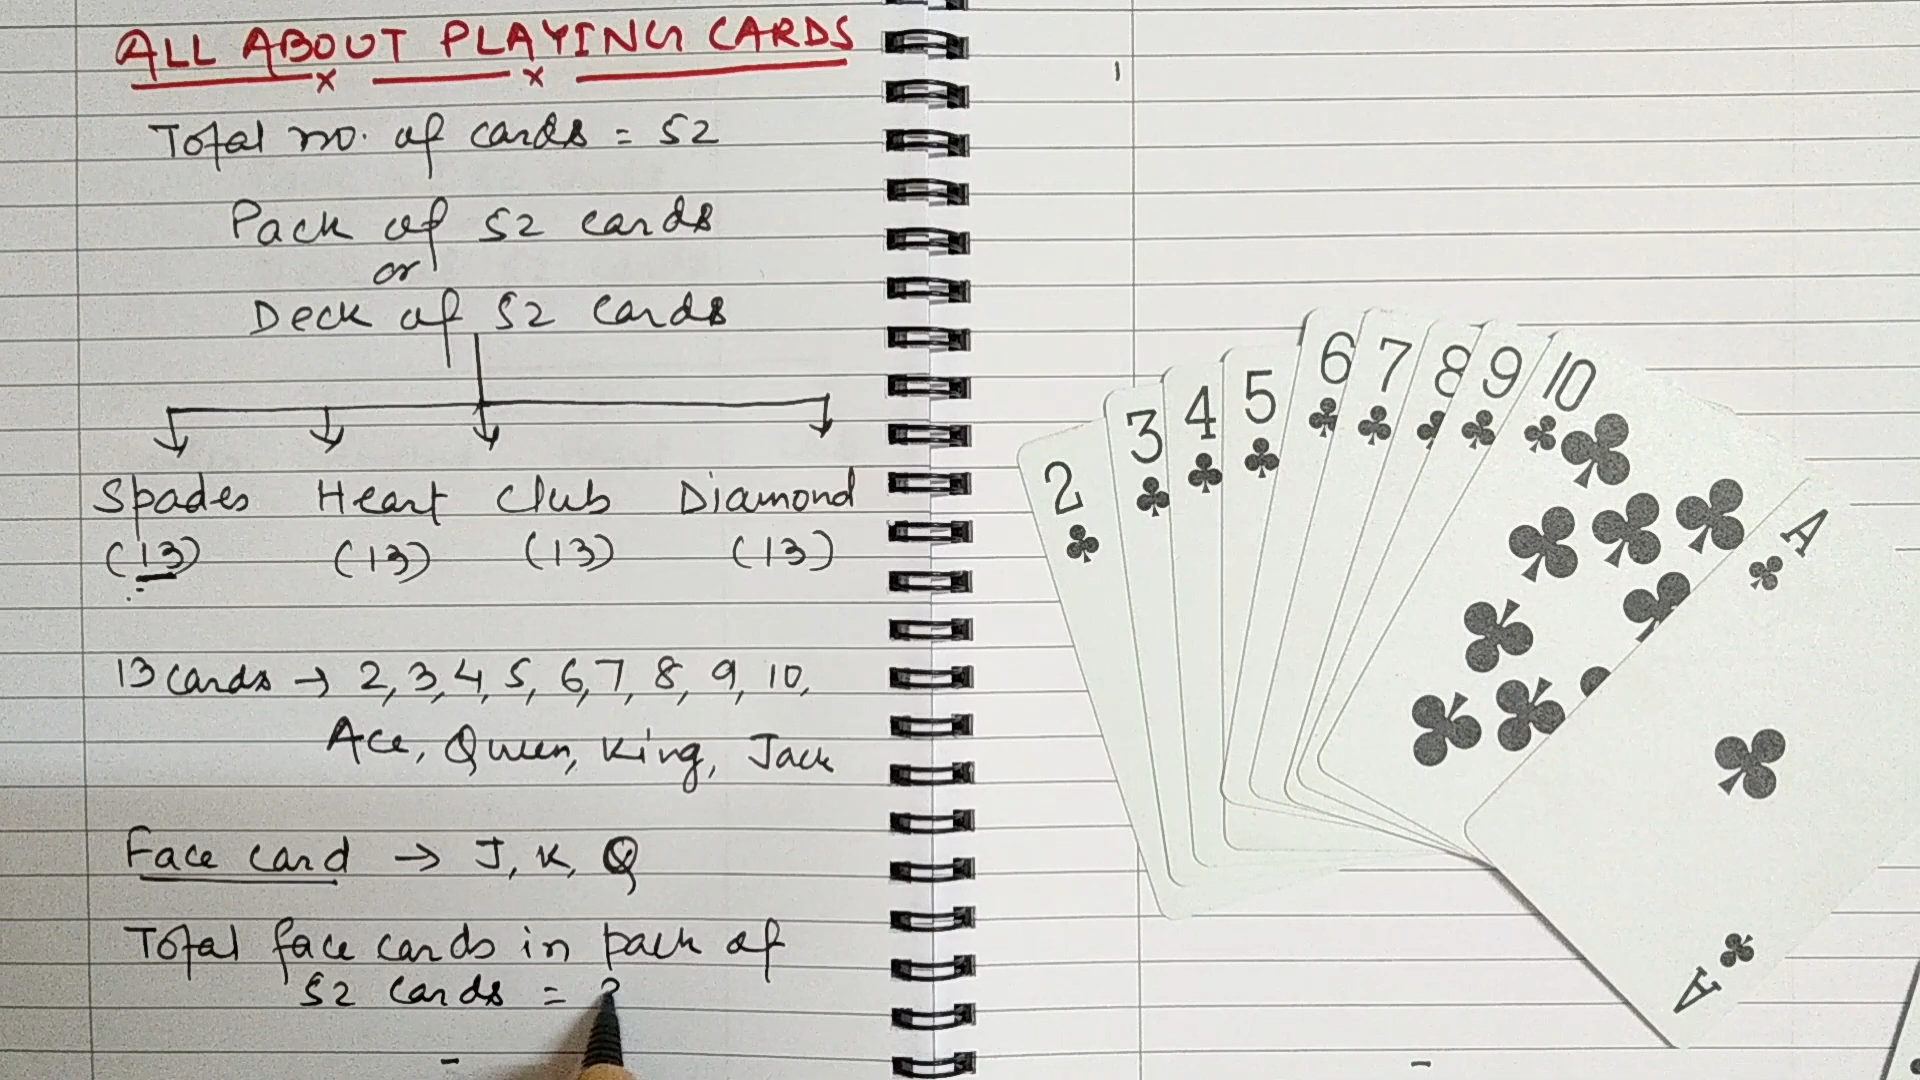 ALL ABOUT PLAYING CARDS
Total no. of cards = 52
Pack of 52 cards
or
Deck of 52 cards
Spades Heart Club Diamond
(13) (13) (13) (13)
13 cards → 2, 3, 4, 5, 6, 7, 8, 9, 10,
Ace, Queen, King, Jack
Face card → J, K, Q
Total face cards in pack of
52 cards =
2
3
4
5
6
7
8
9
10
A
A